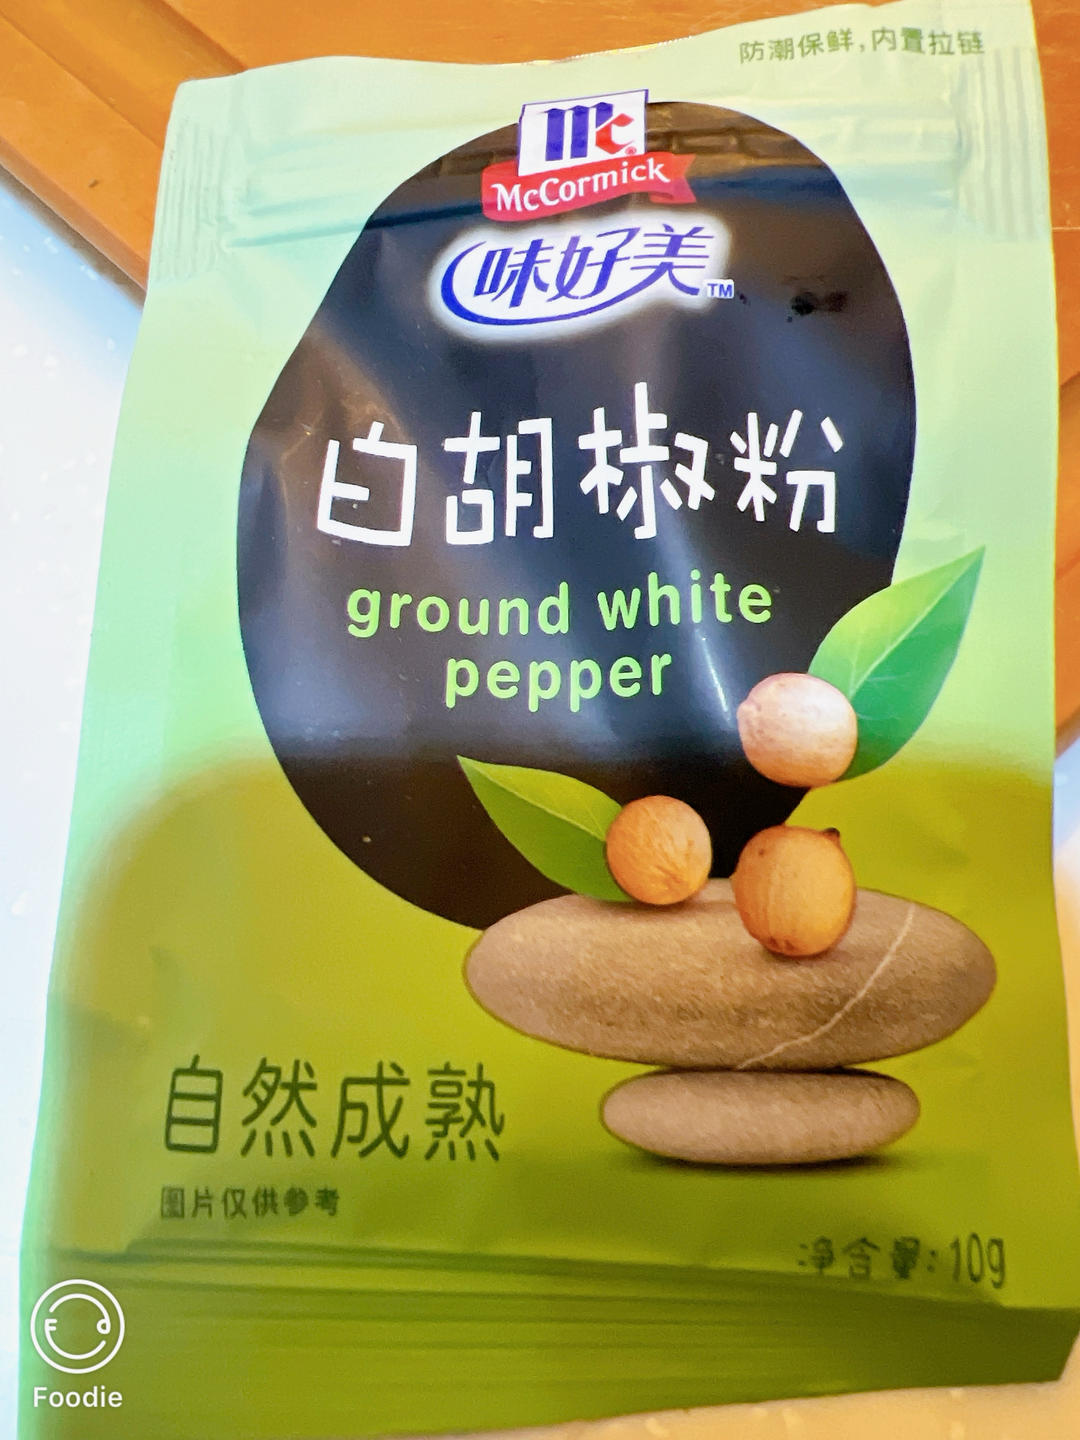 防潮保鲜,内置拉链
Mc
McCormick
味好美™
白胡椒粉
ground white
pepper
自然成熟
图片仅供参考
净含量:10g
Foodie